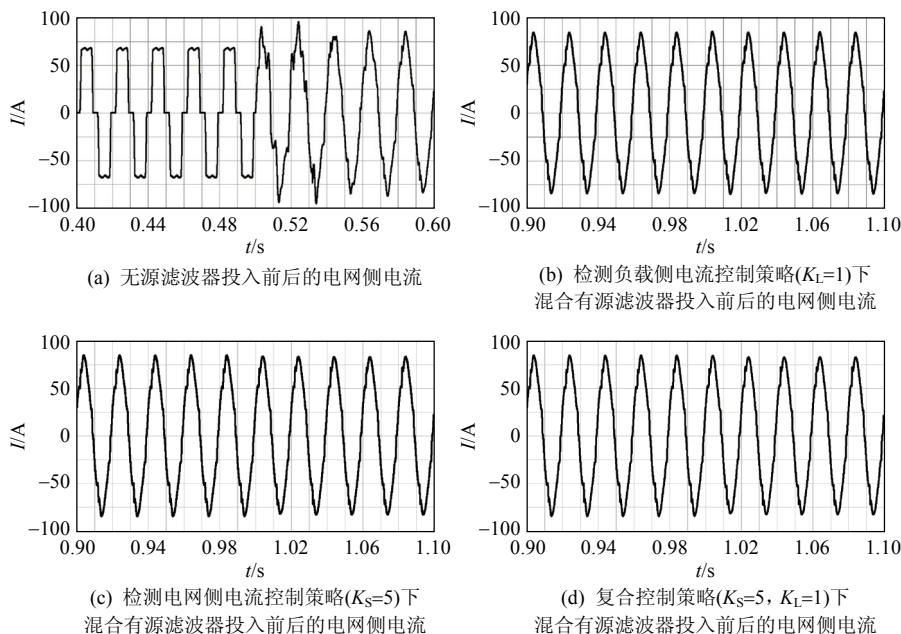 100
50
0
−50
−100
I/A
0.40
0.44
0.48
0.52
0.56
0.60
t/s
(a) 无源滤波器投入前后的电网侧电流
100
50
0
−50
−100
I/A
0.90
0.94
0.98
1.02
1.06
1.10
t/s
(b) 检测负载侧电流控制策略(KL=1)下
混合有源滤波器投入前后的电网侧电流
100
50
0
−50
−100
I/A
0.90
0.94
0.98
1.02
1.06
1.10
t/s
(c) 检测电网侧电流控制策略(KS=5)下
混合有源滤波器投入前后的电网侧电流
100
50
0
−50
−100
I/A
0.90
0.94
0.98
1.02
1.06
1.10
t/s
(d) 复合控制策略(KS=5，KL=1)下
混合有源滤波器投入前后的电网侧电流